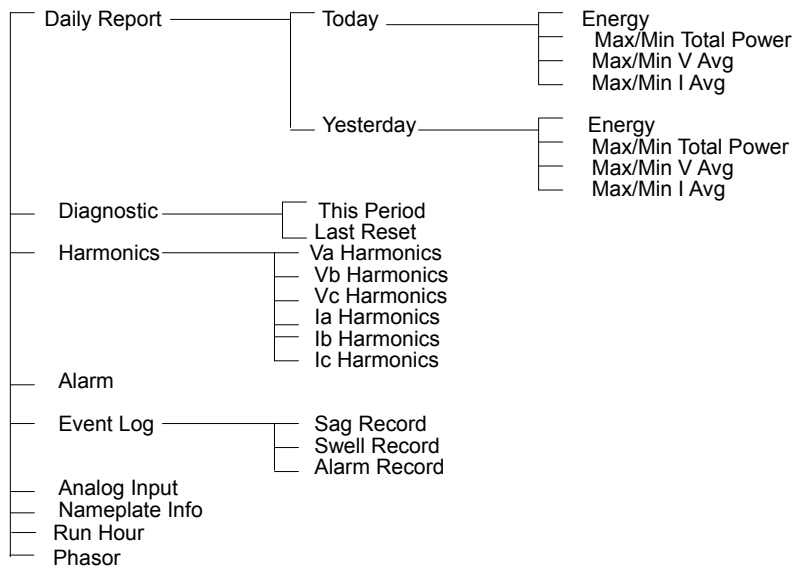 Daily Report
Today
Energy
Max/Min Total Power
Max/Min V Avg
Max/Min I Avg
Yesterday
Energy
Max/Min Total Power
Max/Min V Avg
Max/Min I Avg
Diagnostic
This Period
Last Reset
Harmonics
Va Harmonics
Vb Harmonics
Vc Harmonics
Ia Harmonics
Ib Harmonics
Ic Harmonics
Alarm
Event Log
Sag Record
Swell Record
Alarm Record
Analog Input
Nameplate Info
Run Hour
Phasor